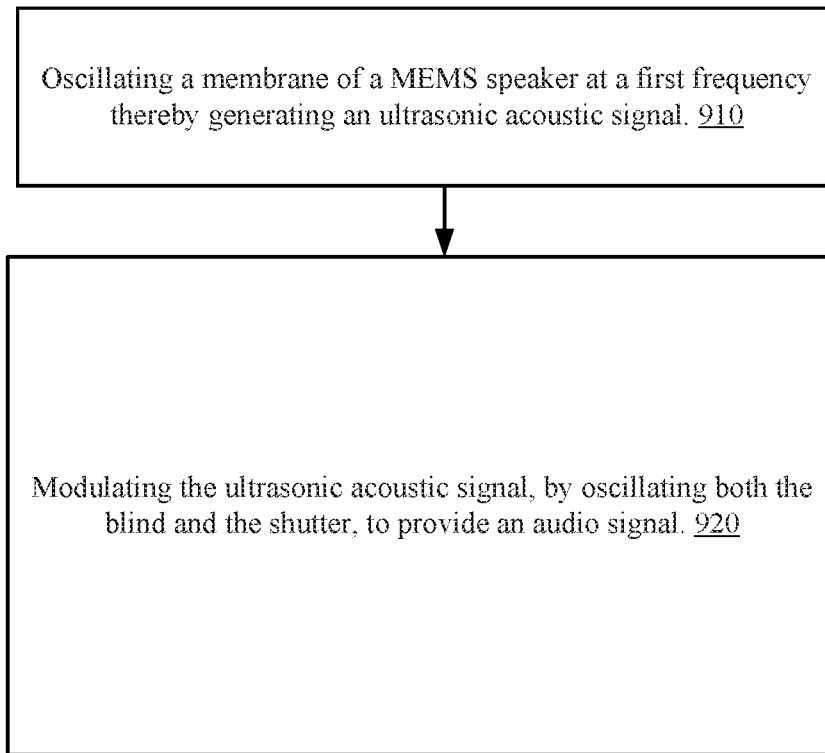 Oscillating a membrane of a MEMS speaker at a first frequency
thereby generating an ultrasonic acoustic signal. 910
Modulating the ultrasonic acoustic signal, by oscillating both the
blind and the shutter, to provide an audio signal. 920